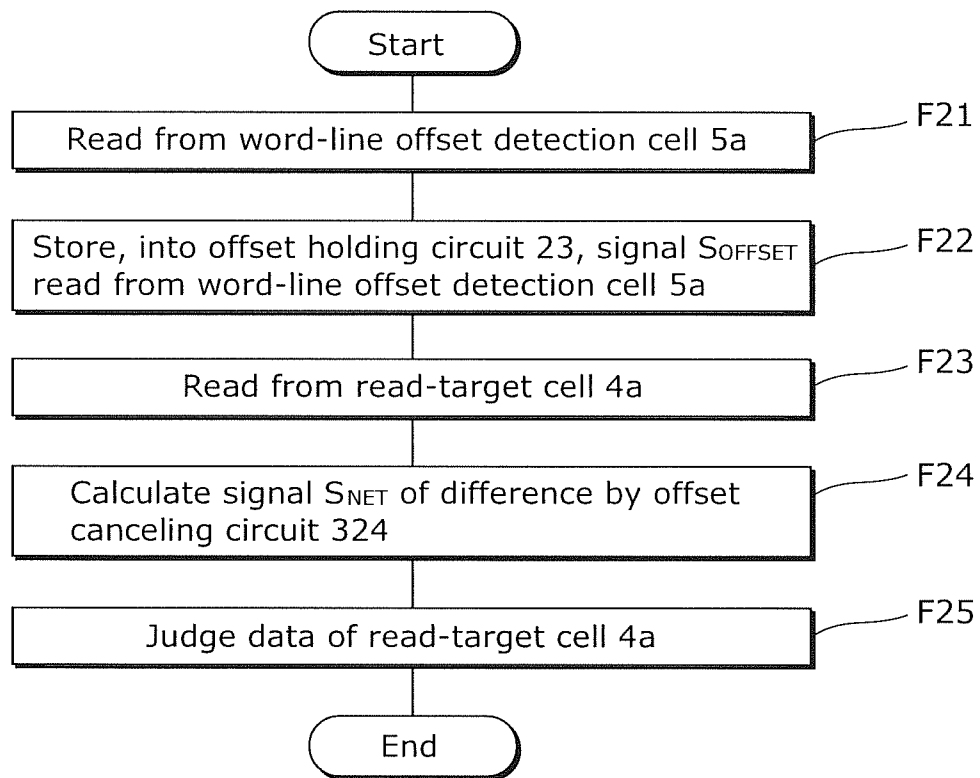 Start
Read from word-line offset detection cell 5a
F21
Store, into offset holding circuit 23, signal SOFFSET
read from word-line offset detection cell 5a
F22
Read from read-target cell 4a
F23
Calculate signal SNET of difference by offset
canceling circuit 324
F24
Judge data of read-target cell 4a
F25
End